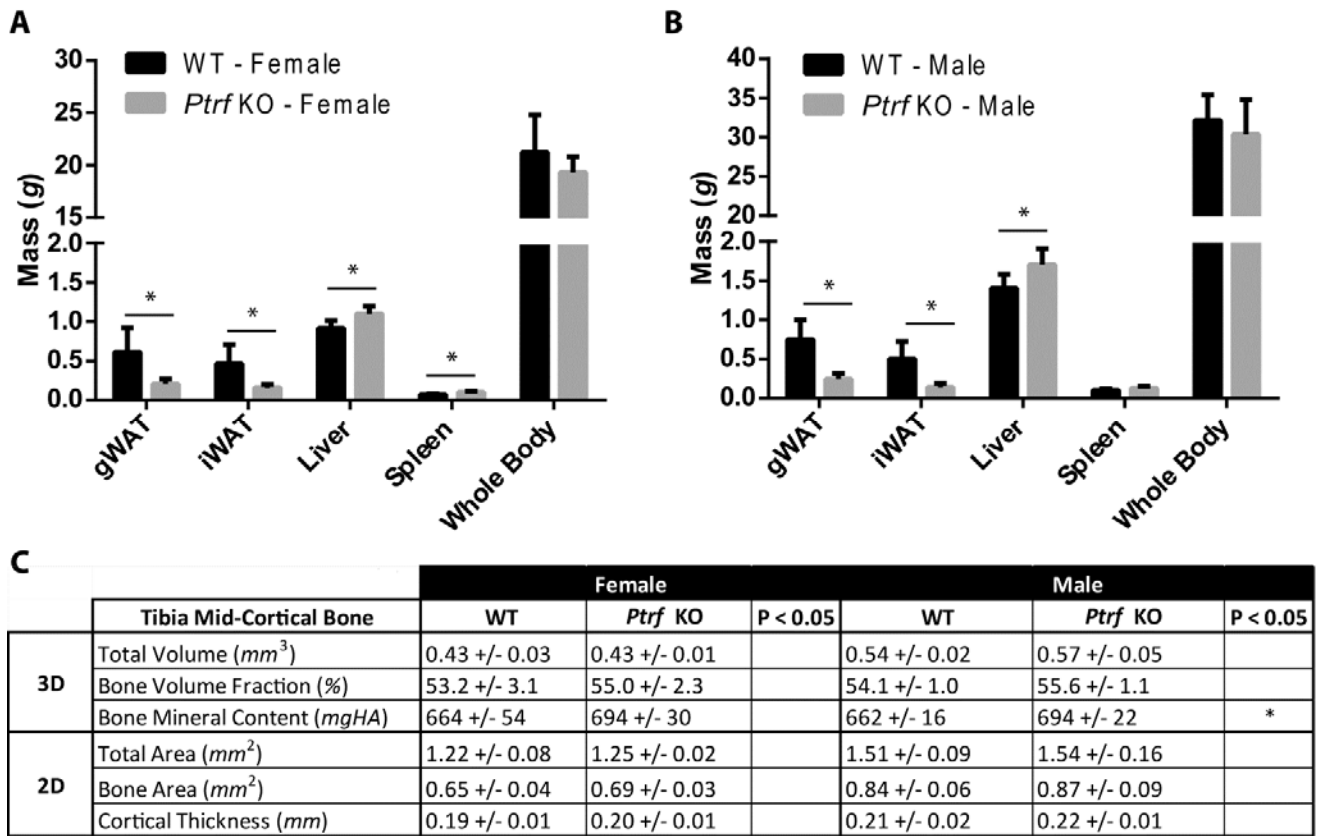 A
WT - Female
Ptrf KO - Female
Mass (g)
30
25
20
15
2.0
1.5
1.0
0.5
0.0
*
*
*
*
gWAT
iWAT
Liver
Spleen
Whole Body
B
WT - Male
Ptrf KO - Male
Mass (g)
40
35
30
25
20
2.0
1.5
1.0
0.5
0.0
*
*
*
gWAT
iWAT
Liver
Spleen
Whole Body
C
Female Male
Tibia Mid-Cortical Bone WT Ptrf KO P < 0.05 WT Ptrf KO P < 0.05
3D
Total Volume (mm³) 0.43 +/- 0.03 0.43 +/- 0.01 0.54 +/- 0.02 0.57 +/- 0.05
Bone Volume Fraction (%) 53.2 +/- 3.1 55.0 +/- 2.3 54.1 +/- 1.0 55.6 +/- 1.1
Bone Mineral Content (mgHA) 664 +/- 54 694 +/- 30 662 +/- 16 694 +/- 22 *
2D
Total Area (mm²) 1.22 +/- 0.08 1.25 +/- 0.02 1.51 +/- 0.09 1.54 +/- 0.16
Bone Area (mm²) 0.65 +/- 0.04 0.69 +/- 0.03 0.84 +/- 0.06 0.87 +/- 0.09
Cortical Thickness (mm) 0.19 +/- 0.01 0.20 +/- 0.01 0.21 +/- 0.02 0.22 +/- 0.01